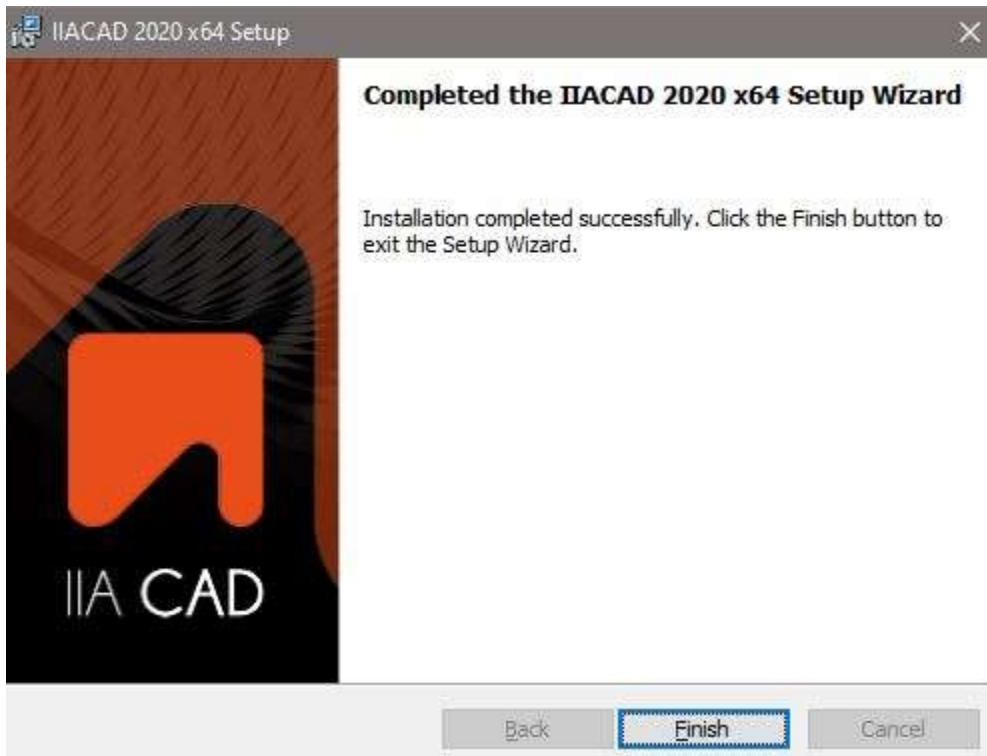 IIACAD 2020 x64 Setup
Completed the IIACAD 2020 x64 Setup Wizard
Installation completed successfully. Click the Finish button to
exit the Setup Wizard.
IIA CAD
Back Finish Cancel